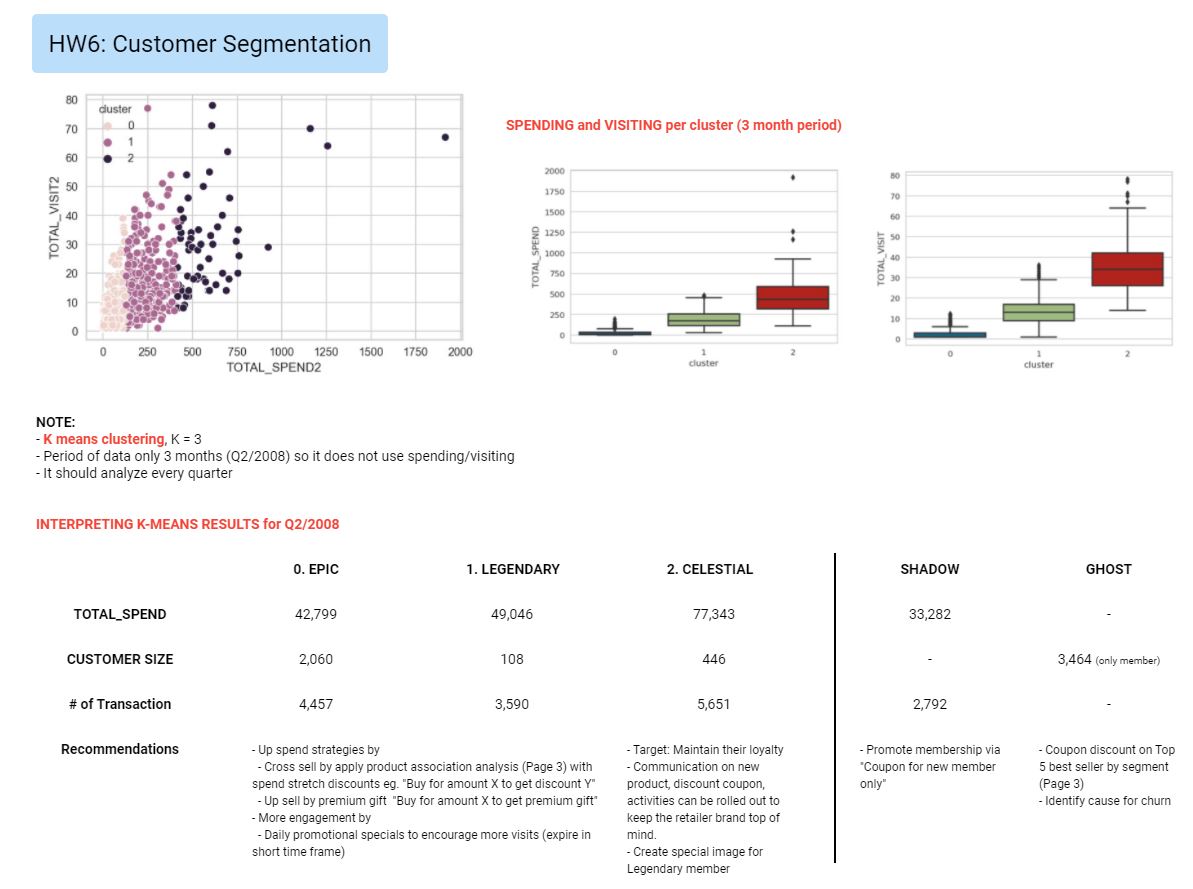 HW6: Customer Segmentation
cluster
0
1
2
80
70
60
50
40
30
20
10
0
TOTAL_VISIT2
0 250 500 750 1000 1250 1500 1750 2000
TOTAL_SPEND2
SPENDING and VISITING per cluster (3 month period)
2000
1750
1500
1250
1000
750
500
250
0
TOTAL_SPEND
0 1 2
cluster
80
70
60
50
40
30
20
10
0
TOTAL_VISIT
0 1 2
cluster
NOTE:
- K means clustering, K = 3
- Period of data only 3 months (Q2/2008) so it does not use spending/visiting
- It should analyze every quarter
INTERPRETING K-MEANS RESULTS for Q2/2008
0. EPIC 1. LEGENDARY 2. CELESTIAL SHADOW GHOST
TOTAL_SPEND 42,799 49,046 77,343 33,282 -
CUSTOMER SIZE 2,060 108 446 - 3,464 (only member)
# of Transaction 4,457 3,590 5,651 2,792 -
Recommendations
- Up spend strategies by
- Cross sell by apply product association analysis (Page 3) with
spend stretch discounts eg. "Buy for amount X to get discount Y"
- Up sell by premium gift "Buy for amount X to get premium gift"
- More engagement by
- Daily promotional specials to encourage more visits (expire in
short time frame)
- Target: Maintain their loyalty
- Communication on new
product, discount coupon,
activities can be rolled out to
keep the retailer brand top of
mind.
- Create special image for
Legendary member
- Promote membership via
"Coupon for new member
only"
- Coupon discount on Top
5 best seller by segment
(Page 3)
- Identify cause for churn